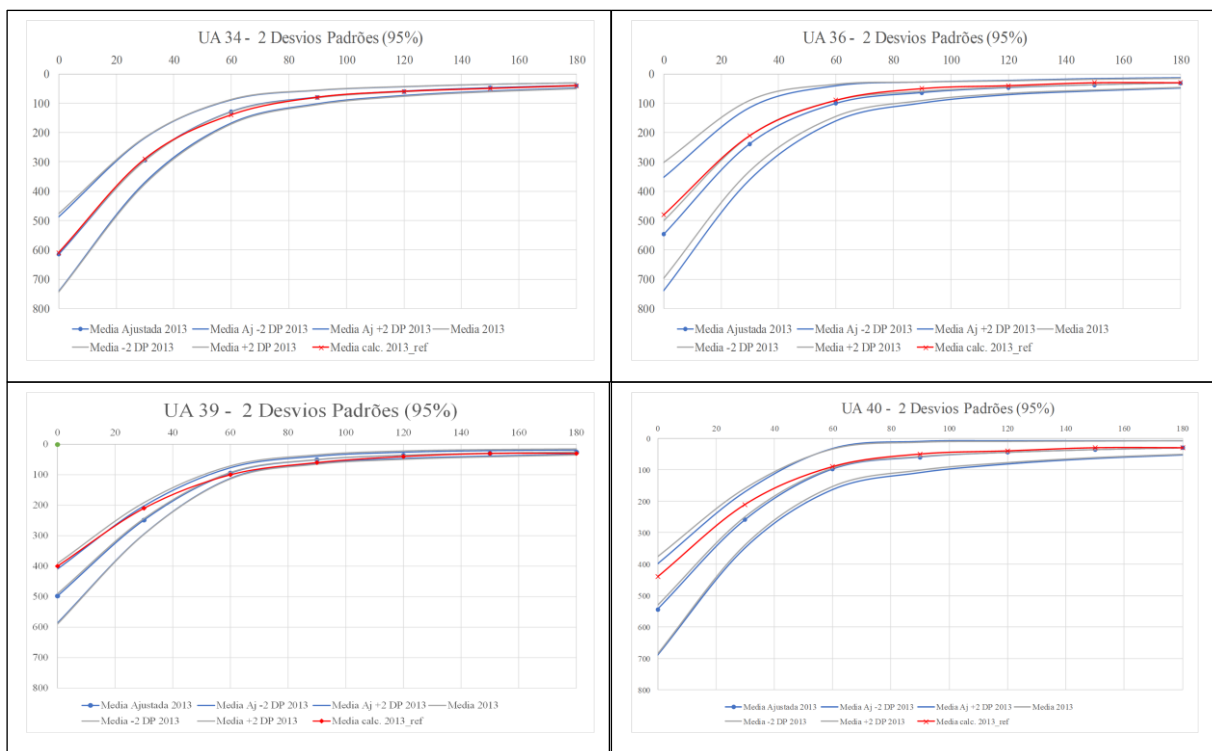 UA 34 - 2 Desvios Padrões (95%)
0 20 40 60 80 100 120 140 160 180
0
100
200
300
400
500
600
700
800
Media Ajustada 2013 Media Aj -2 DP 2013 Media Aj +2 DP 2013 Media 2013
Media -2 DP 2013 Media +2 DP 2013 Media calc. 2013_ref
UA 36 - 2 Desvios Padrões (95%)
0 20 40 60 80 100 120 140 160 180
0
100
200
300
400
500
600
700
800
Media Ajustada 2013 Media Aj -2 DP 2013 Media Aj +2 DP 2013 Media 2013
Media -2 DP 2013 Media +2 DP 2013 Media calc. 2013_ref
UA 39 - 2 Desvios Padrões (95%)
0 20 40 60 80 100 120 140 160 180
0
100
200
300
400
500
600
700
800
Media Ajustada 2013 Media Aj -2 DP 2013 Media Aj +2 DP 2013 Media 2013
Media -2 DP 2013 Media +2 DP 2013 Media calc. 2013_ref
UA 40 - 2 Desvios Padrões (95%)
0 20 40 60 80 100 120 140 160 180
0
100
200
300
400
500
600
700
800
Media Ajustada 2013 Media Aj -2 DP 2013 Media Aj +2 DP 2013 Media 2013
Media -2 DP 2013 Media +2 DP 2013 Media calc. 2013_ref